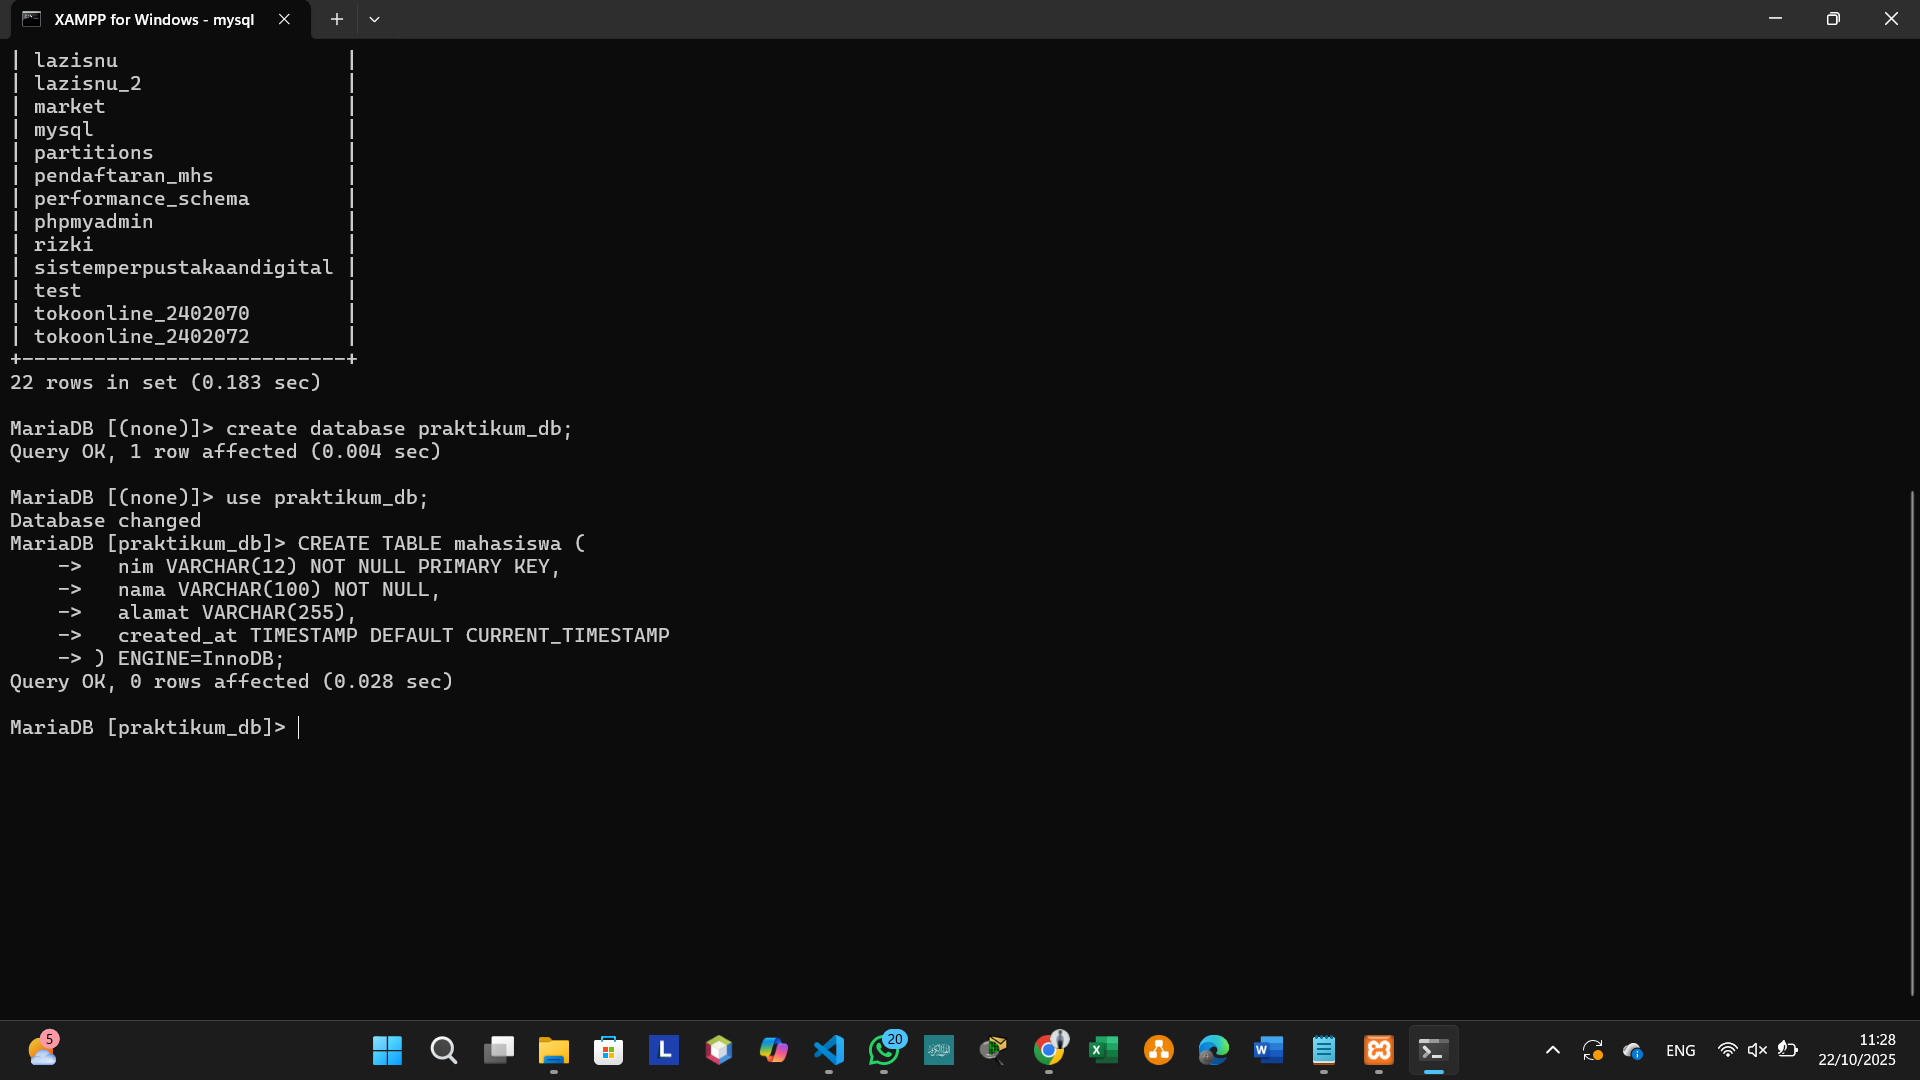 XAMPP for Windows - mysql
| lazisnu                   |
| lazisnu_2                 |
| market                    |
| mysql                     |
| partitions                |
| pendaftaran_mhs           |
| performance_schema        |
| phpmyadmin                |
| rizki                     |
| sistemperpustakaandigital |
| test                      |
| tokoonline_2402070        |
| tokoonline_2402072        |
+---------------------------+
22 rows in set (0.183 sec)
MariaDB [(none)]> create database praktikum_db;
Query OK, 1 row affected (0.004 sec)
MariaDB [(none)]> use praktikum_db;
Database changed
MariaDB [praktikum_db]> CREATE TABLE mahasiswa (
    ->   nim VARCHAR(12) NOT NULL PRIMARY KEY,
    ->   nama VARCHAR(100) NOT NULL,
    ->   alamat VARCHAR(255),
    ->   created_at TIMESTAMP DEFAULT CURRENT_TIMESTAMP
    -> ) ENGINE=InnoDB;
Query OK, 0 rows affected (0.028 sec)
MariaDB [praktikum_db]>
5
L
20
ENG
11:28
22/10/2025